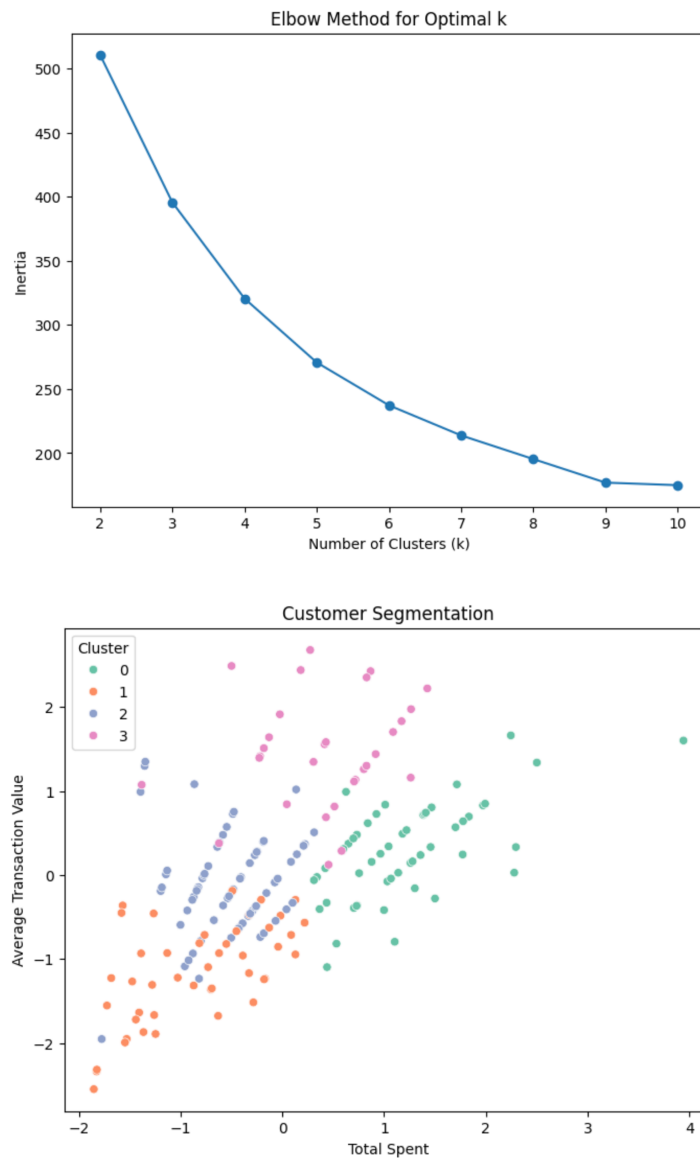 Elbow Method for Optimal k
500
450
400
350
300
250
200
Inertia
2 3 4 5 6 7 8 9 10
Number of Clusters (k)
Customer Segmentation
Cluster
0
1
2
3
2
1
0
−1
−2
Average Transaction Value
−2 −1 0 1 2 3 4
Total Spent